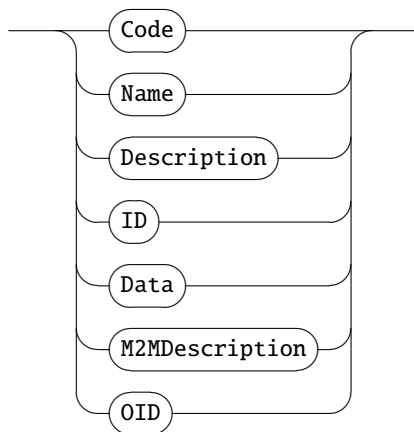 Code
Name
Description
ID
Data
M2MDescription
OID